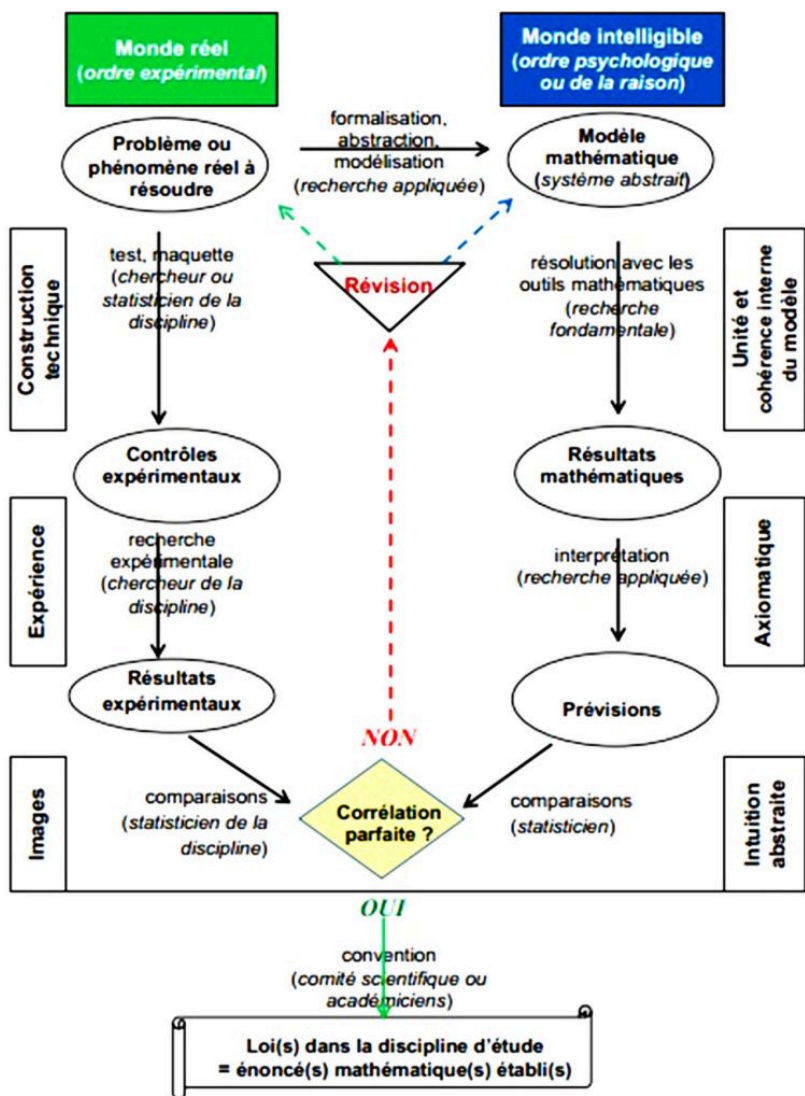 Monde réel
(ordre expérimental)
Monde intelligible
(ordre psychologique
ou de la raison)
Problème ou
phénomène réel à
résoudre
formalisation,
abstraction,
modélisation
(recherche appliquée)
Modèle
mathématique
(système abstrait)
Construction
technique
test, maquette
(chercheur ou
statisticien de la
discipline)
Révision
résolution avec les
outils mathématiques
(recherche
fondamentale)
Unité et
cohérence interne
du modèle
Contrôles
expérimentaux
Résultats
mathématiques
Expérience
recherche
expérimentale
(chercheur de la
discipline)
interprétation
(recherche appliquée)
Axiomatique
Résultats
expérimentaux
Prévisions
NON
Images
comparaisons
(statisticien de la
discipline)
Corrélation
parfaite ?
comparaisons
(statisticien)
Intuition
abstraite
OUI
convention
(comité scientifique ou
académiciens)
Loi(s) dans la discipline d'étude
= énoncé(s) mathématique(s) établi(s)